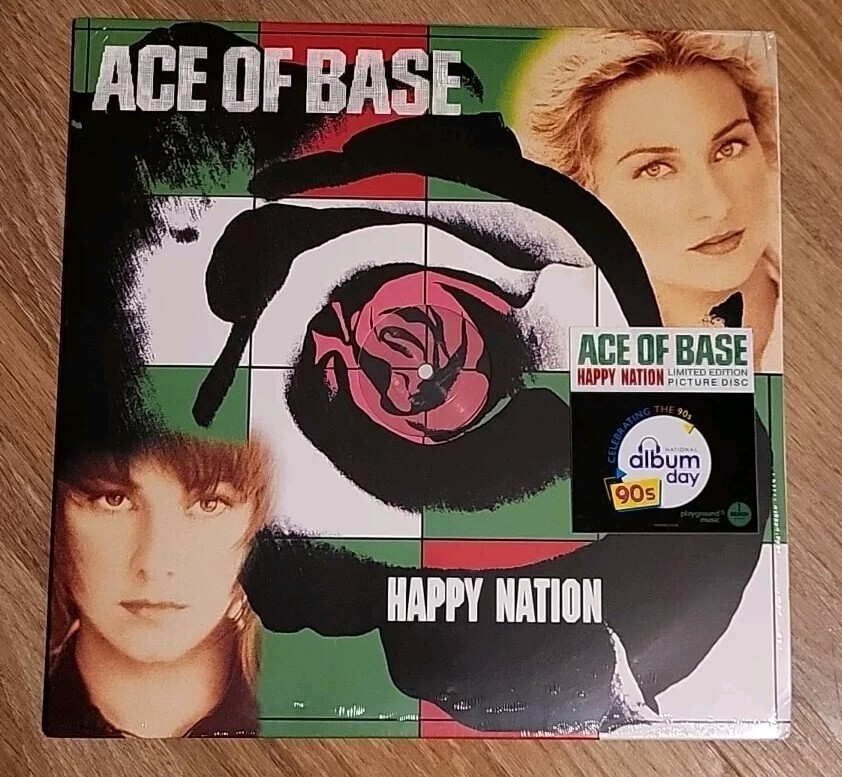 ACE OF BASE
ACE OF BASE
HAPPY NATION LIMITED EDITION
PICTURE DISC
CELEBRATING THE 90s
NATIONAL
album
day
90s
playground
music
HAPPY NATION